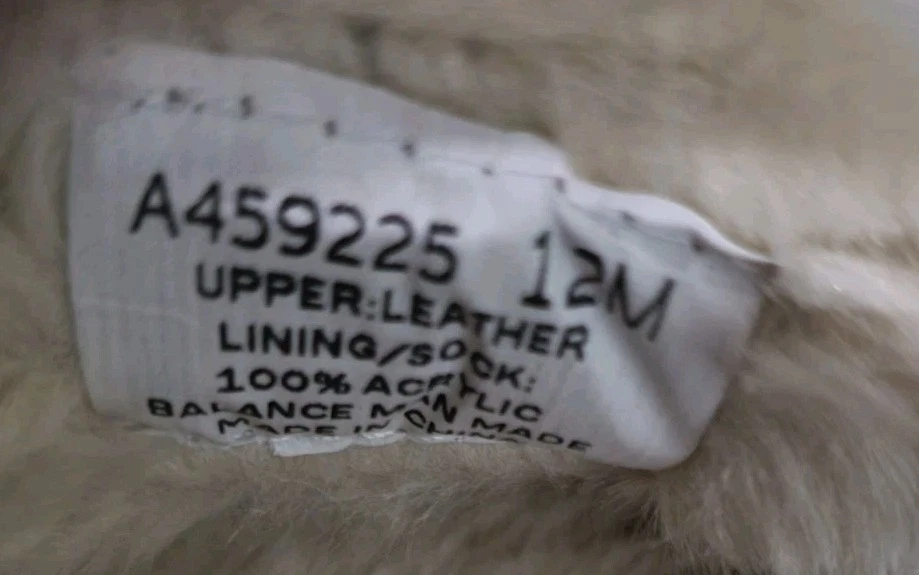 A459225 12M
UPPER:LEATHER
LINING/SOCK:
100% ACRYLIC
BALANCE MAN MADE
MADE IN CHINA